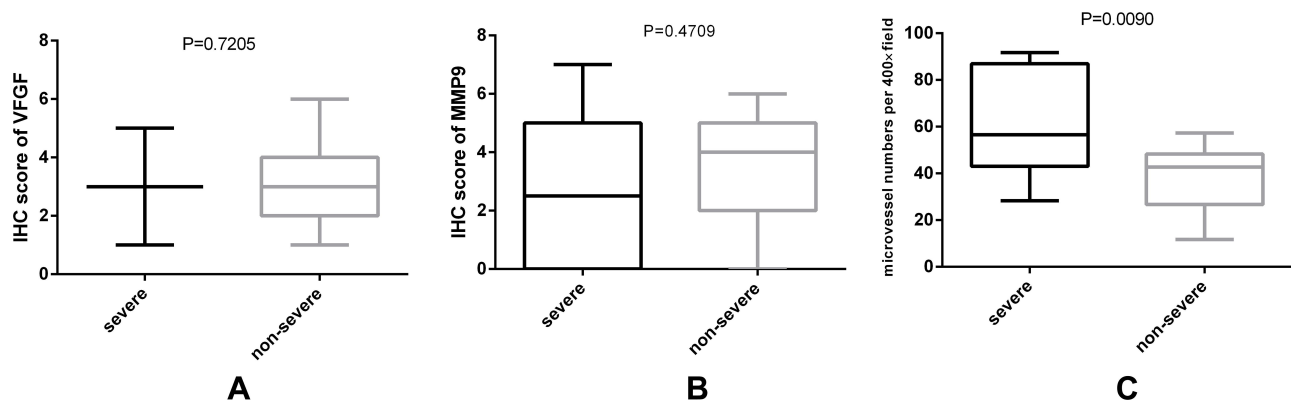 P=0.7205
IHC score of VFGF
8
6
4
2
0
severe
non-severe
A
P=0.4709
IHC score of MMP9
8
6
4
2
0
severe
non-severe
B
P=0.0090
microvessel numbers per 400×field
100
80
60
40
20
0
severe
non-severe
C